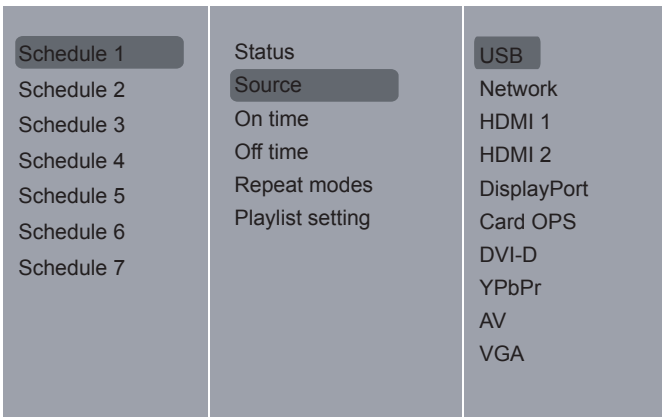 Schedule 1
Schedule 2
Schedule 3
Schedule 4
Schedule 5
Schedule 6
Schedule 7
Status
Source
On time
Off time
Repeat modes
Playlist setting
USB
Network
HDMI 1
HDMI 2
DisplayPort
Card OPS
DVI-D
YPbPr
AV
VGA